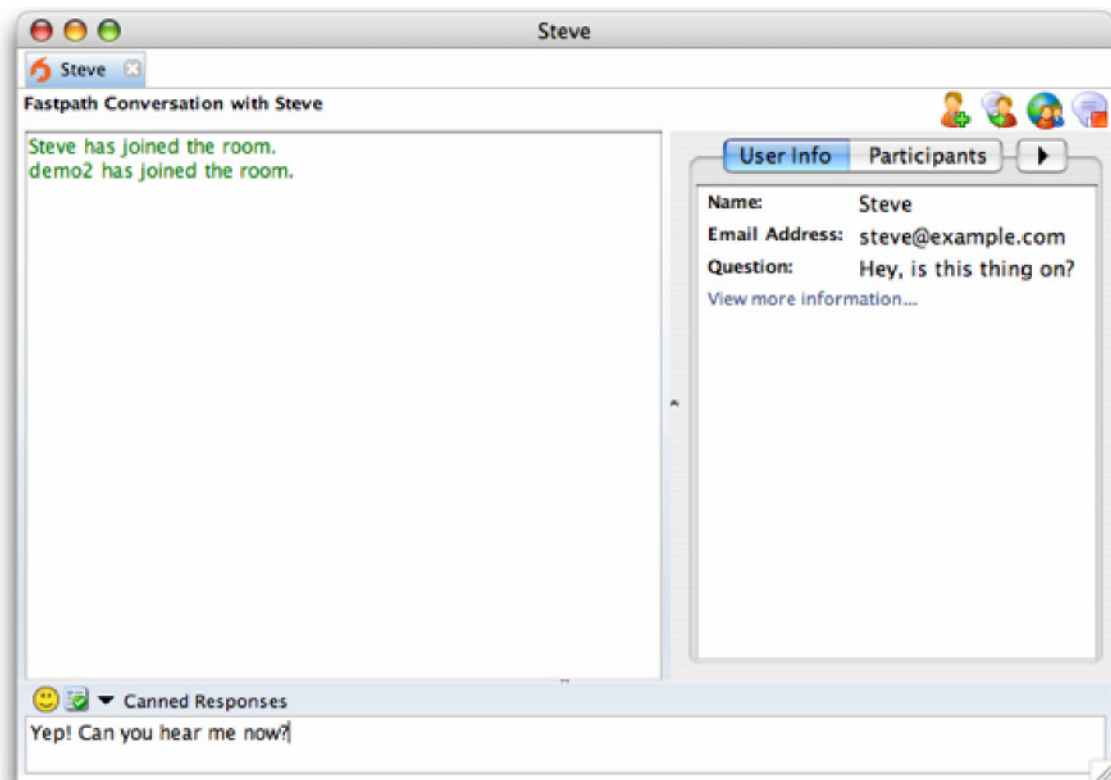 Steve
Steve
Fastpath Conversation with Steve
Steve has joined the room.
demo2 has joined the room.
User Info Participants
Name: Steve
Email Address: steve@example.com
Question: Hey, is this thing on?
View more information...
Canned Responses
Yep! Can you hear me now?